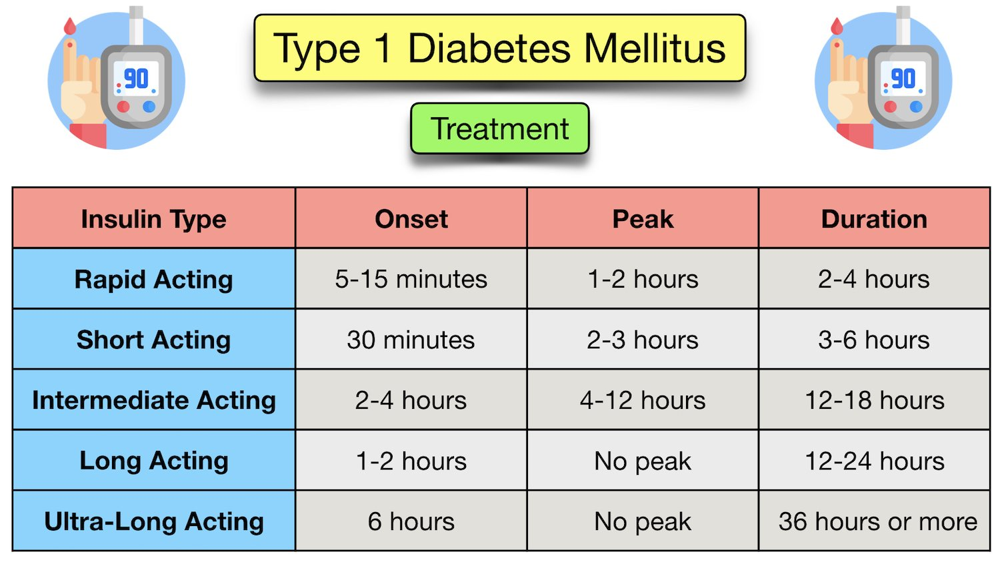 90
Type 1 Diabetes Mellitus
90
Treatment
Insulin Type Onset Peak Duration
Rapid Acting 5-15 minutes 1-2 hours 2-4 hours
Short Acting 30 minutes 2-3 hours 3-6 hours
Intermediate Acting 2-4 hours 4-12 hours 12-18 hours
Long Acting 1-2 hours No peak 12-24 hours
Ultra-Long Acting 6 hours No peak 36 hours or more